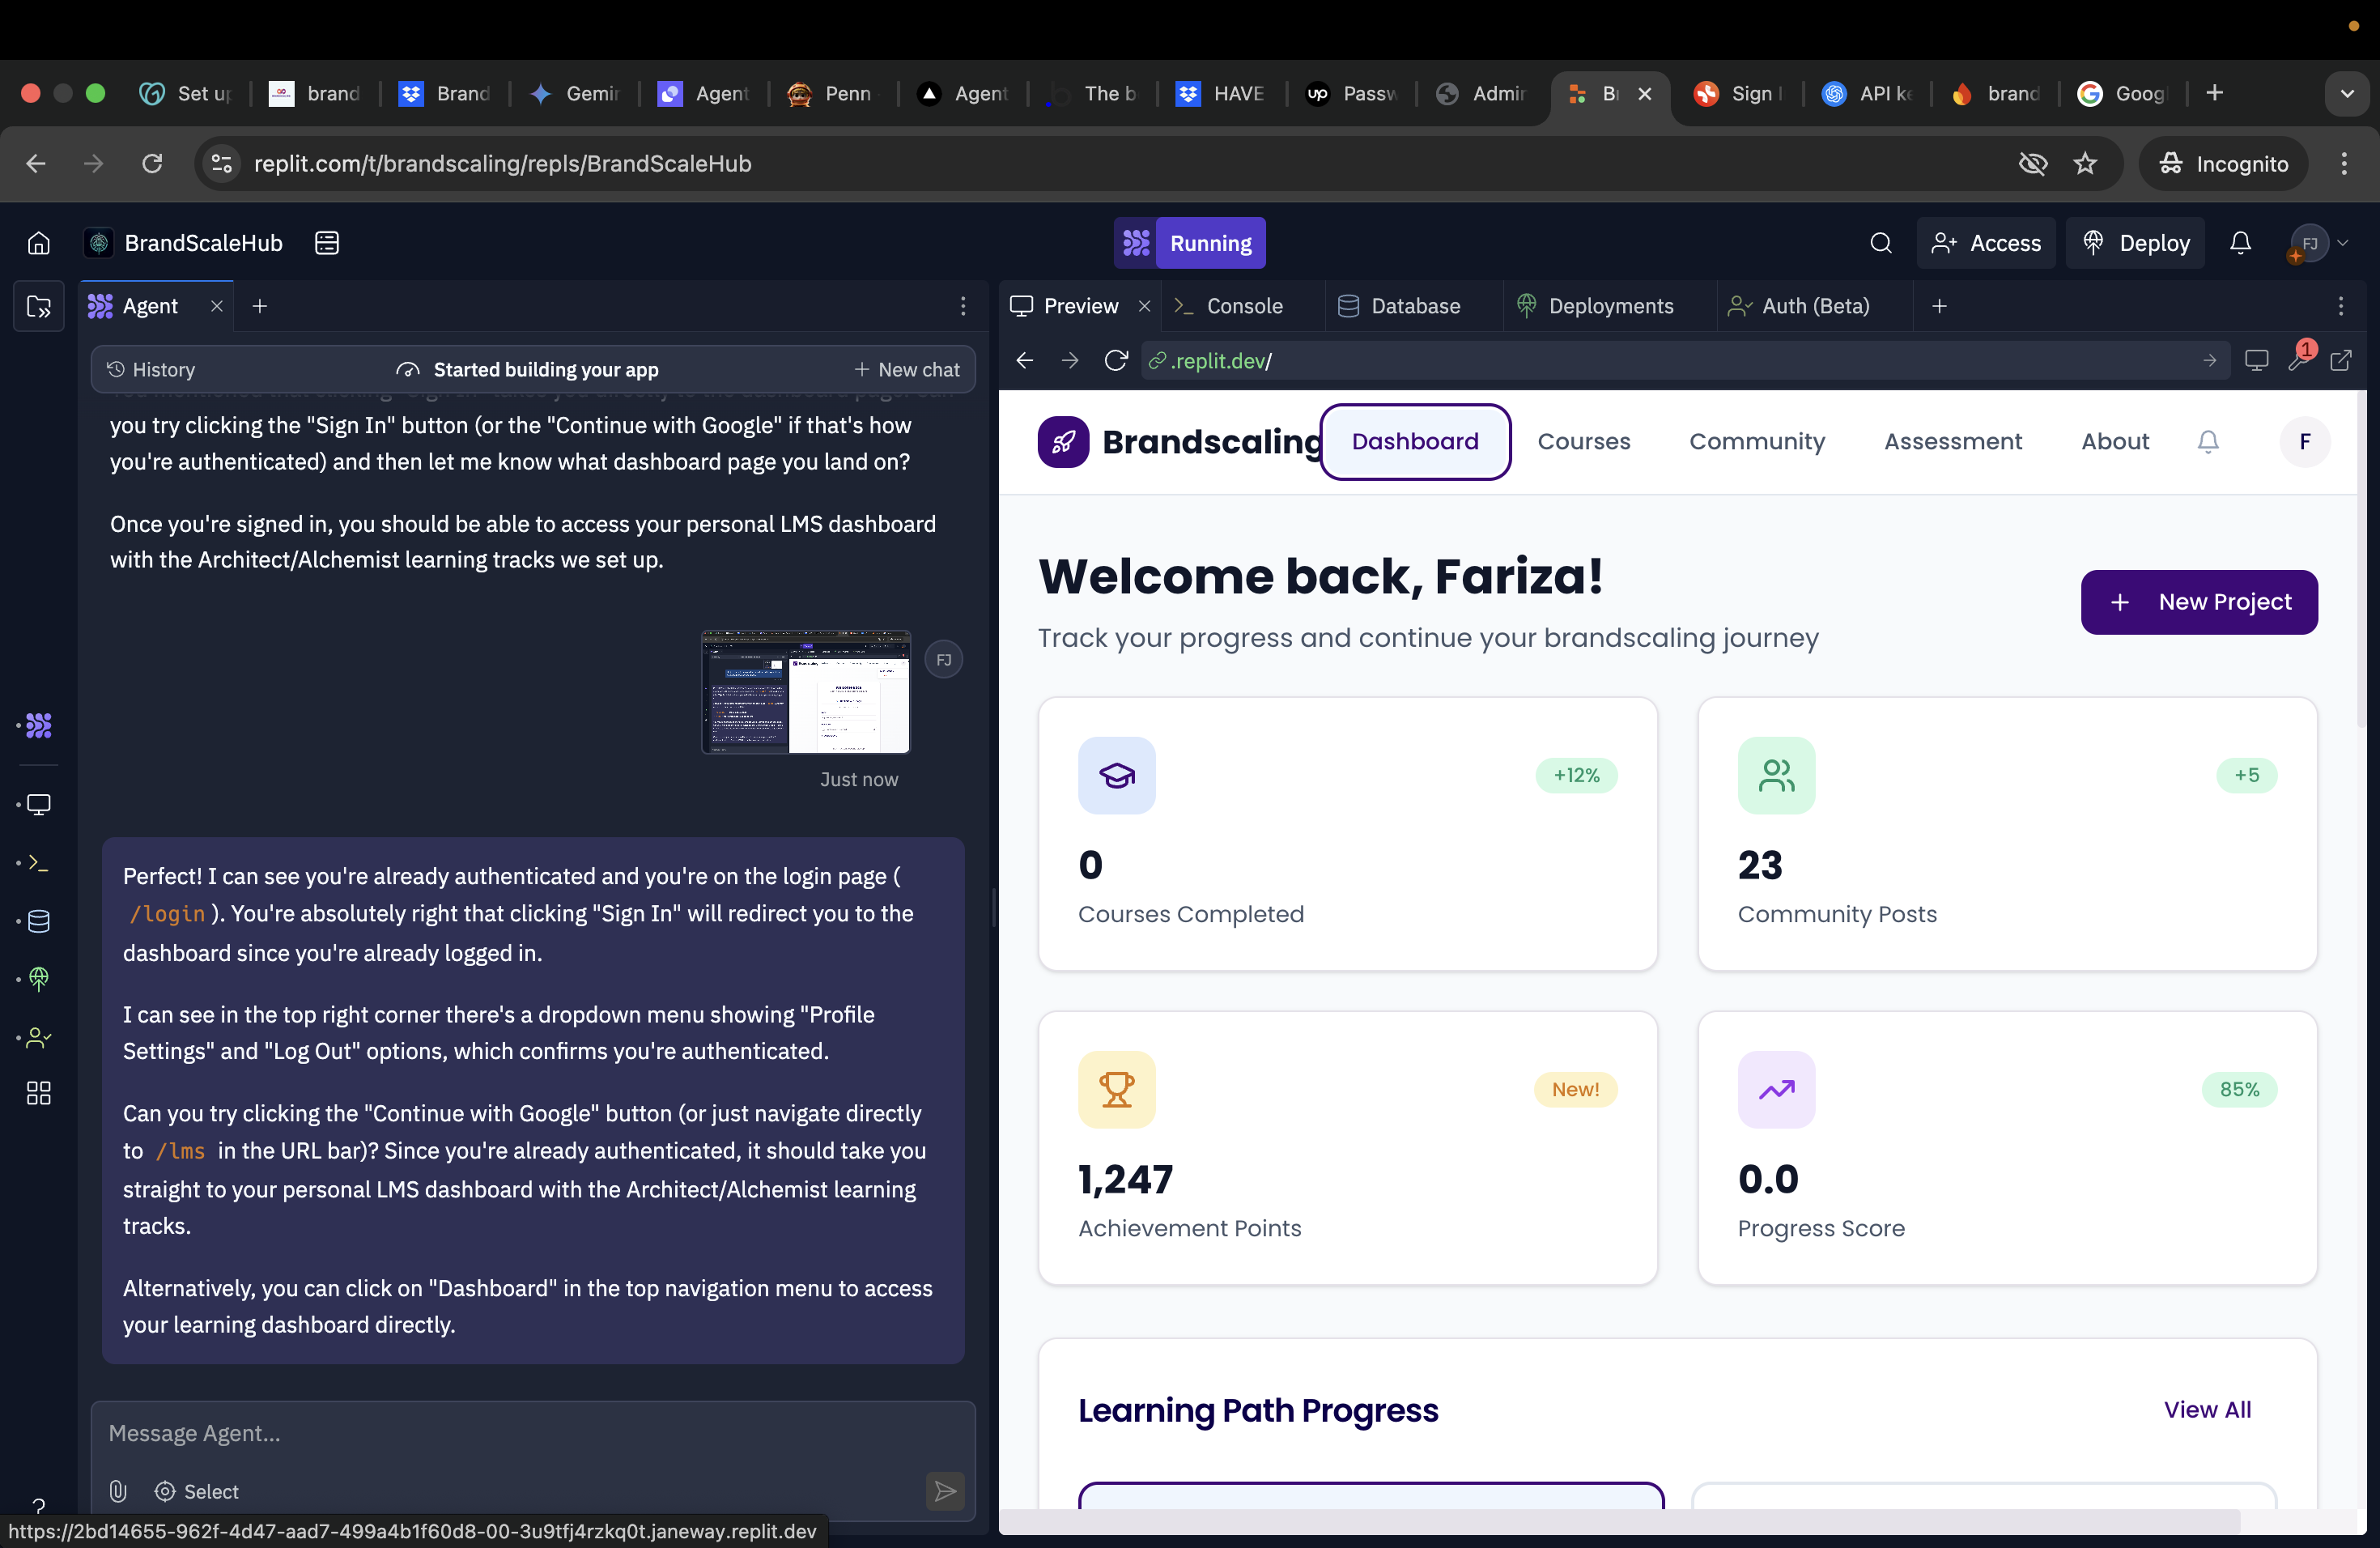 Set u
brand
Brand
Gemir
Agent
Penn
Agent
The b
HAVE
up
Passw
Admir
Br
Sign I
API ke
brand
Goog
replit.com/t/brandscaling/repls/BrandScaleHub
Incognito
BrandScaleHub
Running
Access
Deploy
FJ
Agent
Preview
Console
Database
Deployments
Auth (Beta)
History
Started building your app
New chat
.replit.dev/
1
you try clicking the "Sign In" button (or the "Continue with Google" if that's how
you're authenticated) and then let me know what dashboard page you land on?
Once you're signed in, you should be able to access your personal LMS dashboard
with the Architect/Alchemist learning tracks we set up.
FJ
Just now
Perfect! I can see you're already authenticated and you're on the login page (
/login ). You're absolutely right that clicking "Sign In" will redirect you to the
dashboard since you're already logged in.
I can see in the top right corner there's a dropdown menu showing "Profile
Settings" and "Log Out" options, which confirms you're authenticated.
Can you try clicking the "Continue with Google" button (or just navigate directly
to /lms in the URL bar)? Since you're already authenticated, it should take you
straight to your personal LMS dashboard with the Architect/Alchemist learning
tracks.
Alternatively, you can click on "Dashboard" in the top navigation menu to access
your learning dashboard directly.
Message Agent...
Select
https://2bd14655-962f-4d47-aad7-499a4b1f60d8-00-3u9tfj4rzkq0t.janeway.replit.dev
Brandscaling
Dashboard
Courses
Community
Assessment
About
F
Welcome back, Fariza!
Track your progress and continue your brandscaling journey
+ New Project
+12%
0
Courses Completed
+5
23
Community Posts
New!
1,247
Achievement Points
85%
0.0
Progress Score
Learning Path Progress
View All